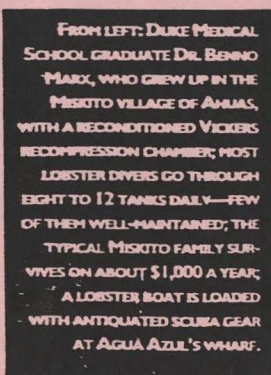 FROM LEFT: DUKE MEDICAL
SCHOOL GRADUATE DR. BENNO
MARX, WHO GREW UP IN THE
MISKITO VILLAGE OF AHUAS,
WITH A RECONDITIONED VICKERS
RECOMPRESSION CHAMBER; MOST
LOBSTER DIVERS GO THROUGH
EIGHT TO 12 TANKS DAILY—FEW
OF THEM WELL-MAINTAINED; THE
TYPICAL MISKITO FAMILY SUR-
VIVES ON ABOUT $1,000 A YEAR;
A LOBSTER BOAT IS LOADED
WITH ANTIQUATED SCUBA GEAR
AT AGUA AZUL'S WHARF.